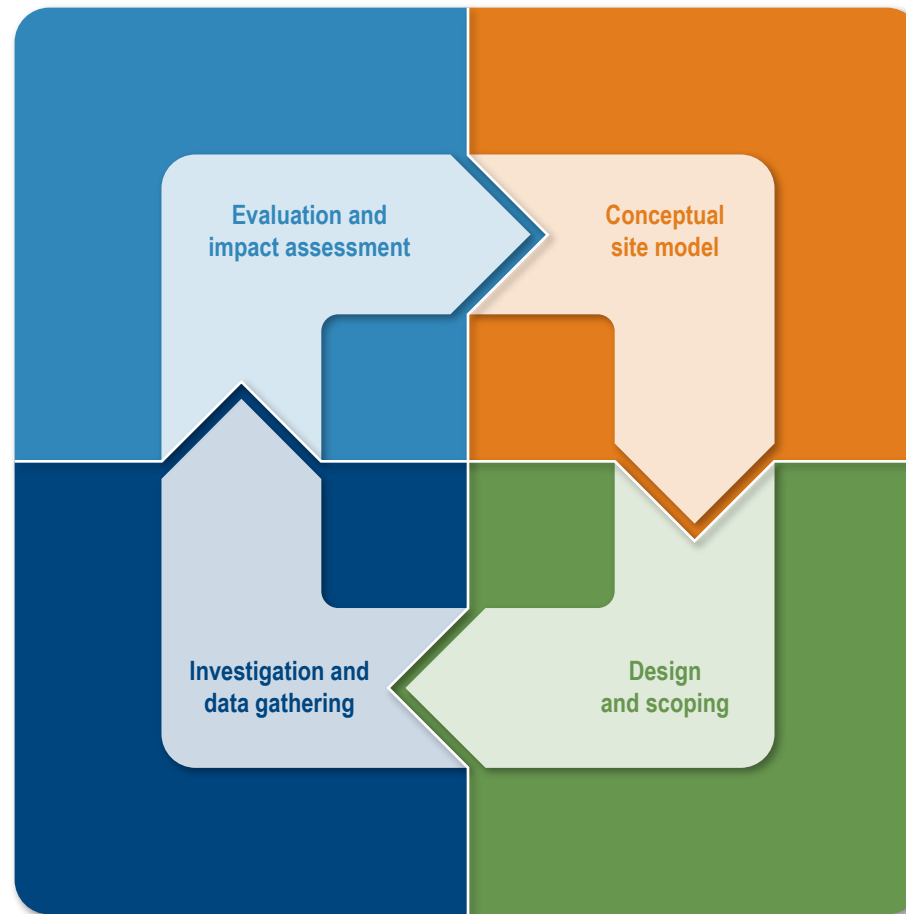 Evaluation and
impact assessment
Conceptual
site model
Investigation and
data gathering
Design
and scoping